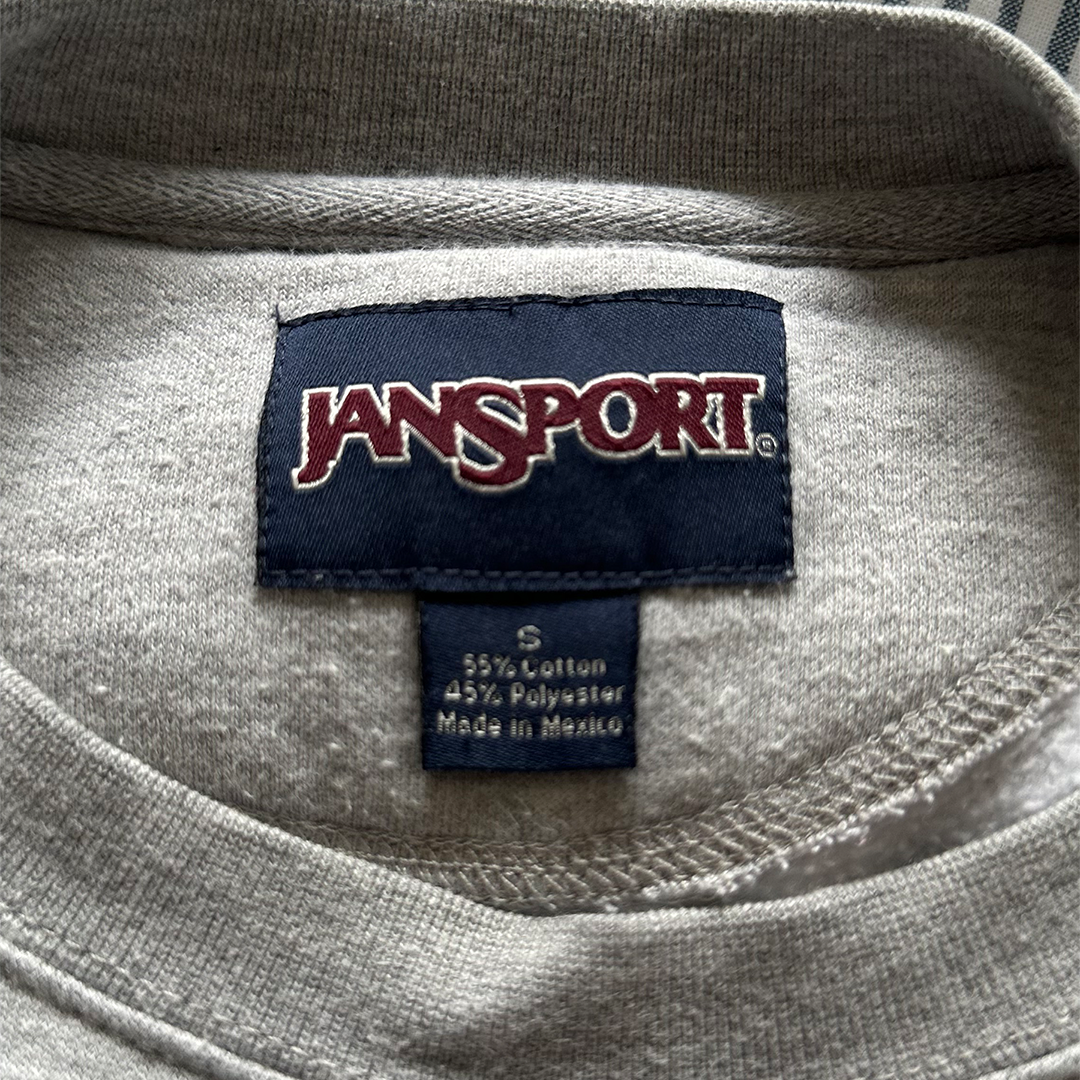 JANSPORT®
S
55% Cotton
45% Polyester
Made in Mexico